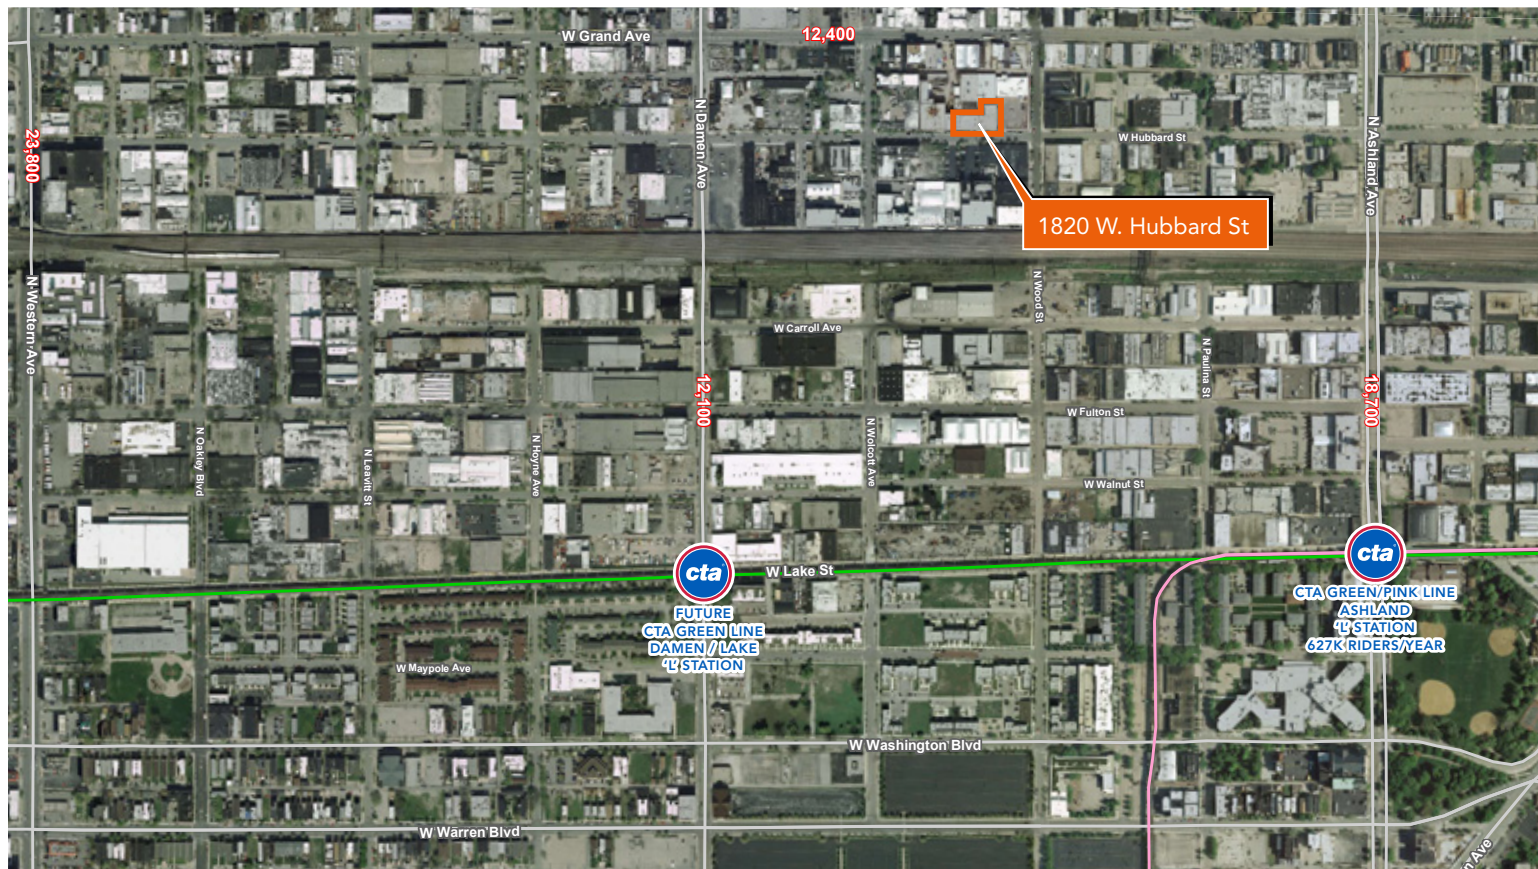 W Grand Ave
12,400
N Damen Ave
N Ashland Ave
23,800
W Hubbard St
1820 W. Hubbard St
N Western Ave
N Wood St
W Carroll Ave
N Paulina St
12,100
18,700
W Fulton St
N Oakley Blvd
N Leavitt St
N Hoyne Ave
N Wolcott Ave
W Walnut St
cta
W Lake St
cta
FUTURE
CTA GREEN LINE
DAMEN / LAKE
'L' STATION
CTA GREEN/PINK LINE
ASHLAND
'L' STATION
627K RIDERS/YEAR
W Maypole Ave
W Washington Blvd
W Warren Blvd
Ave